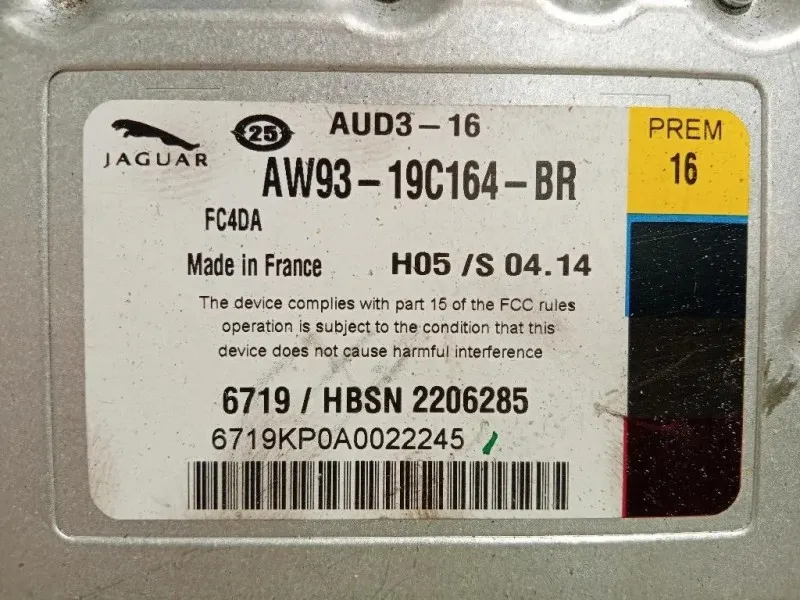 JAGUAR
25
AUD3-16
PREM
16
AW93-19C164-BR
FC4DA
Made in France
H05 /S 04.14
The device complies with part 15 of the FCC rules
operation is subject to the condition that this
device does not cause harmful interference
6719 / HBSN 2206285
6719KP0A0022245